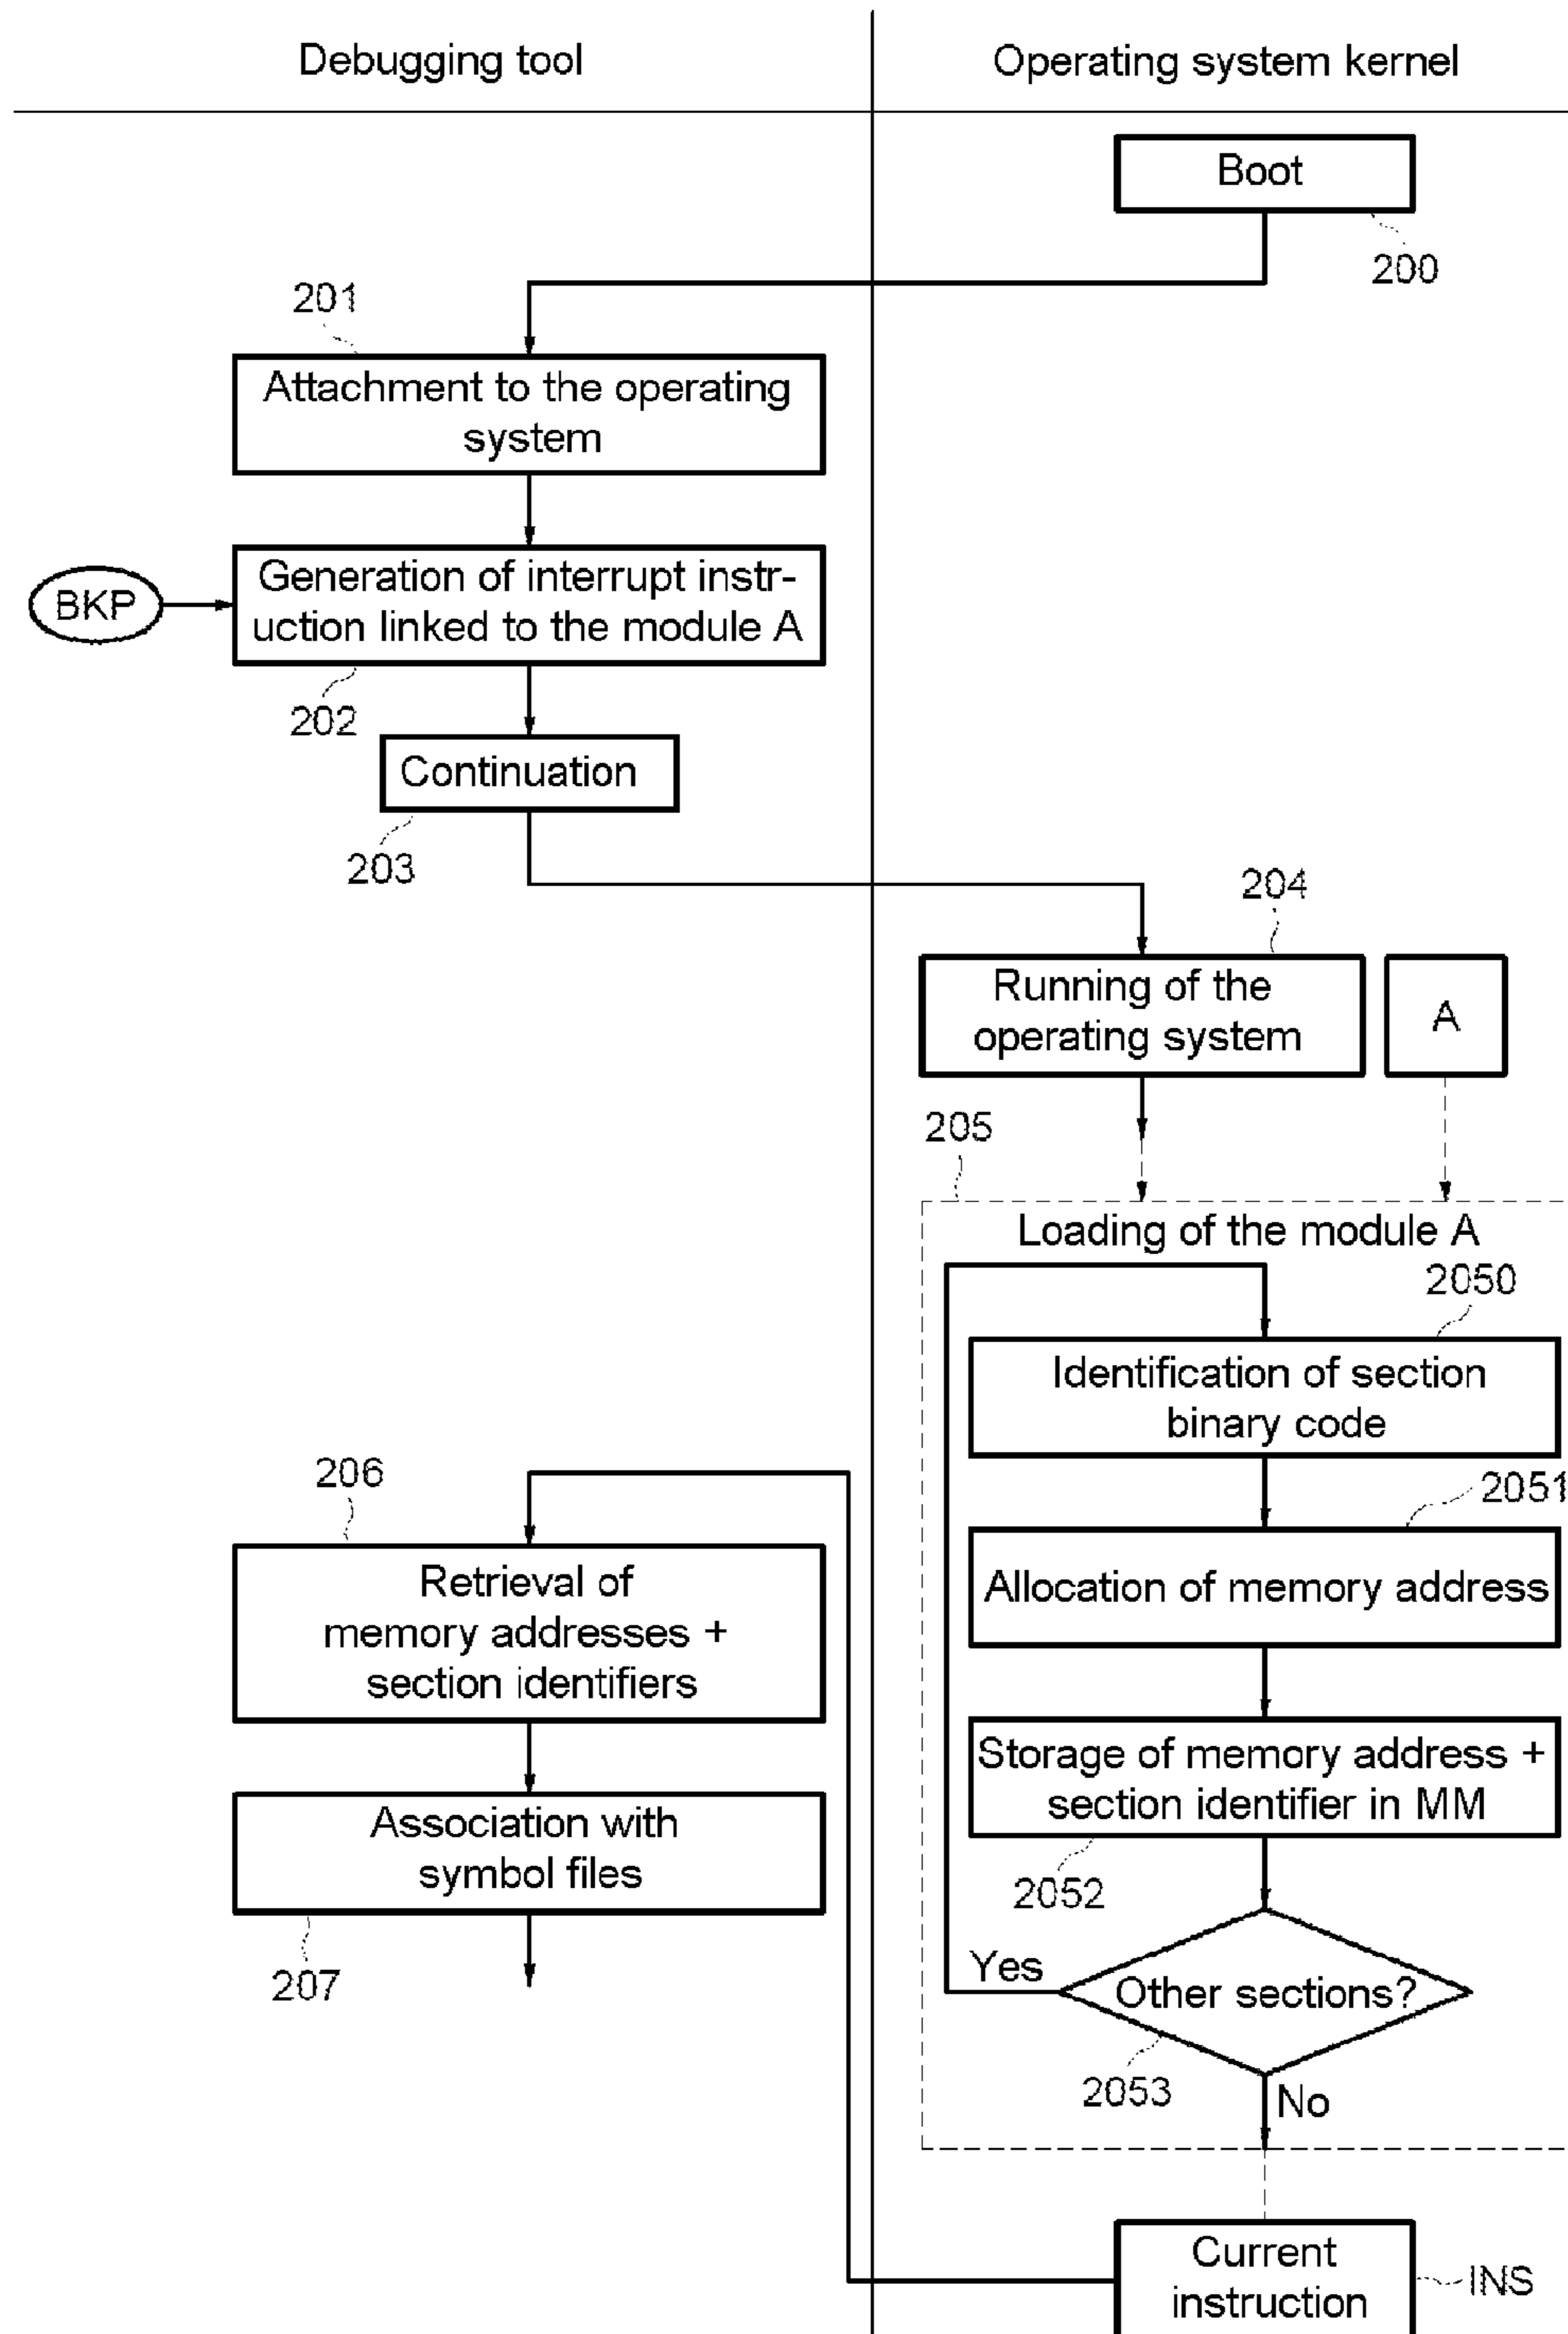 Debugging tool
Operating system kernel
Boot
200
201
Attachment to the operating
system
BKP
Generation of interrupt instr-
uction linked to the module A
202
Continuation
203
204
Running of the
operating system
A
205
Loading of the module A
2050
Identification of section
binary code
206
2051
Retrieval of
memory addresses +
section identifiers
Allocation of memory address
Storage of memory address +
section identifier in MM
Association with
symbol files
2052
207
Yes
Other sections?
2053
No
Current
instruction
INS